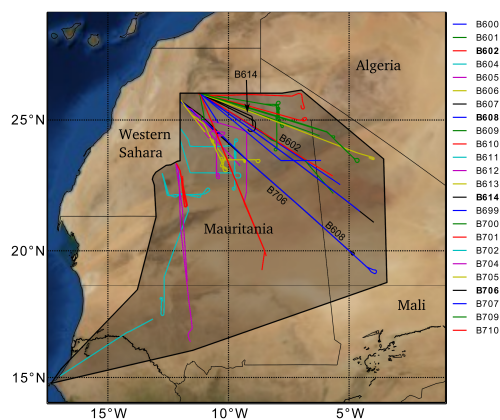 B614
Algeria
25°N
Western
Sahara
B602
B706
Mauritania
B608
20°N
Mali
15°N
15°W
10°W
5°W
B600
B601
B602
B604
B605
B606
B607
B608
B609
B610
B611
B612
B613
B614
B699
B700
B701
B702
B704
B705
B706
B707
B709
B710